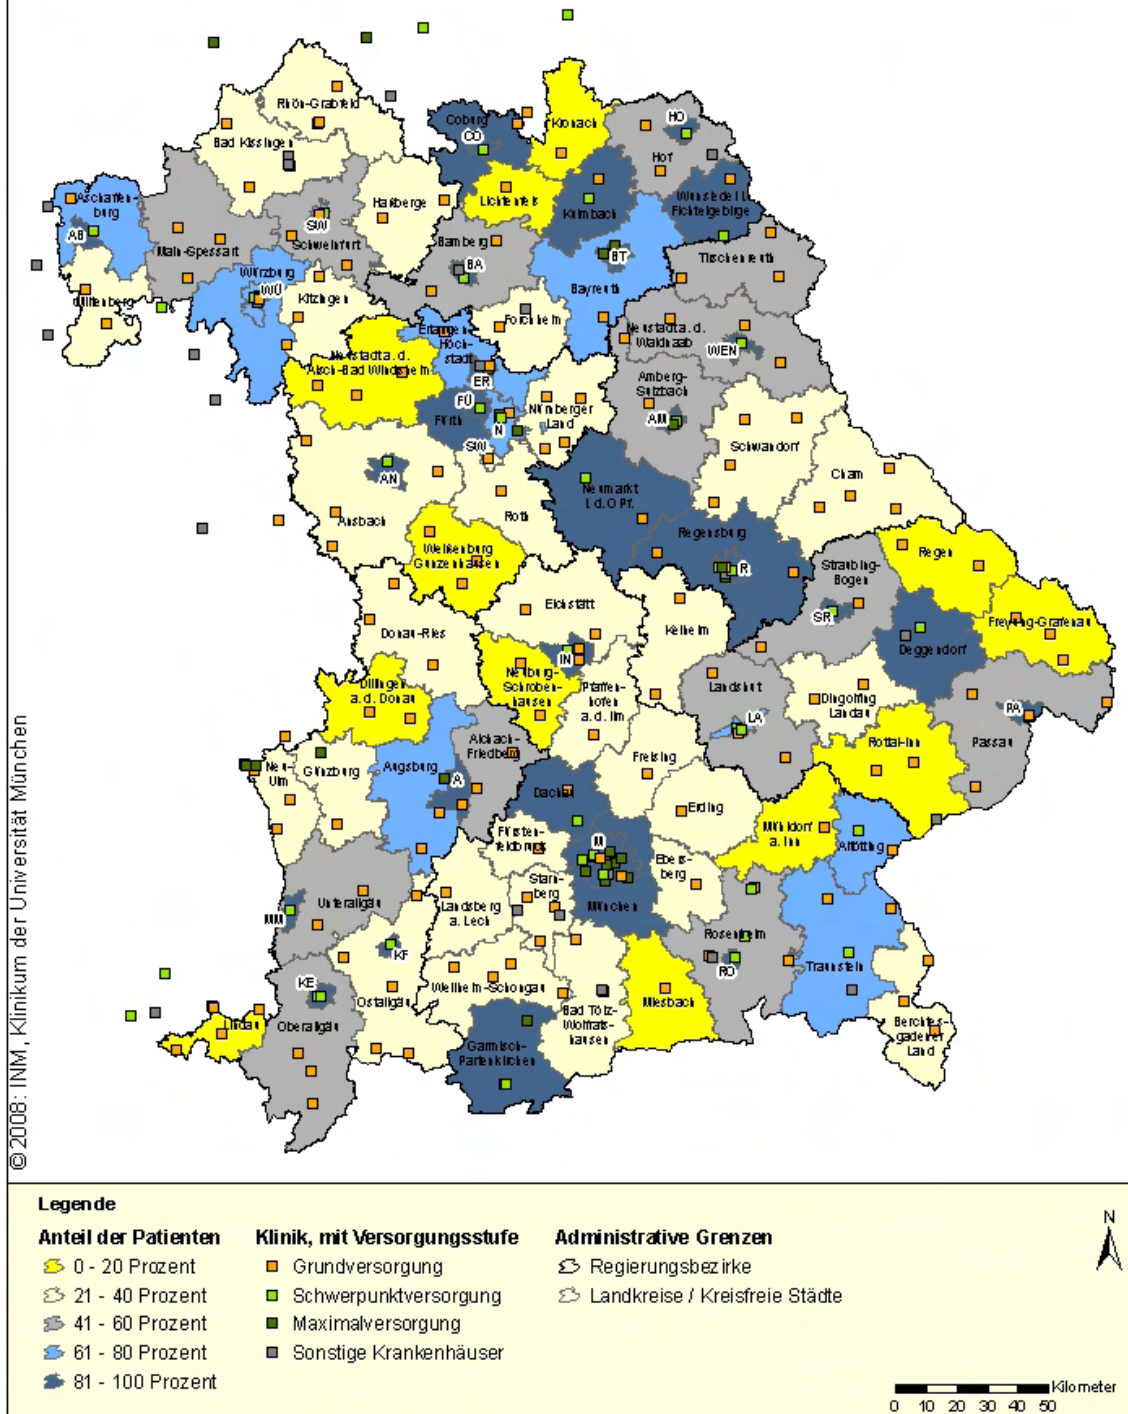 Rhön-Grabfeld
Coburg
CO
Kronach
HO
Bad Kissingen
Hof
Aschaffen-
burg
Lichtenfels
Kulmbach
Wunsiedel i.
Fichtelgebirge
Haßberge
AB
SW
Schweinfurt
Main-Spessart
Bamberg
BA
BT
Tirschenreuth
Würzburg
WÜ
Kitzingen
Bayreuth
Miltenberg
Forchheim
Erlangen-
Höch-
stadt
Neustadt a. d.
Waldnaab
WEN
Neustadt a. d.
Aisch-Bad Windsheim
ER
Amberg-
Sulzbach
FÜ
Fürth
N
Nürnberger
Land
AM
SW
Schwandorf
AN
Cham
Neumarkt
i. d. OPf.
Roth
Ansbach
Regensburg
Weißenburg
Gunzenhausen
R
Regen
Straubing-
Bogen
Eichstätt
SR
Freyung-Grafenau
Donau-Ries
Kelheim
Deggendorf
IN
Neuburg-
Schroben-
hausen
Pfaffen-
hofen
a. d. Ilm
Dillingen
a. d. Donau
Landshut
Dingolfing
Landau
PA
LA
Rottal-Inn
Passau
Aichach-
Friedberg
Neu-
Ulm
Günzburg
Augsburg
A
Freising
Dachau
Erding
Mühldorf
a. Inn
Altötting
Fürsten-
feldbruck
M
Ebers-
berg
Starn-
berg
Unterallgäu
Landsberg
a. Lech
München
MM
Rosenheim
KF
RO
Traunstein
KE
Ostallgäu
Weilheim-Schongau
Miesbach
Bad Tölz-
Wolfrats-
hausen
Lindau
Oberallgäu
Berchtes-
gadener
Land
Garmisch-
Partenkirchen
© 2008: INM, Klinikum der Universität München
Legende
Anteil der Patienten
0 - 20 Prozent
21 - 40 Prozent
41 - 60 Prozent
61 - 80 Prozent
81 - 100 Prozent
Klinik, mit Versorgungsstufe
Grundversorgung
Schwerpunktversorgung
Maximalversorgung
Sonstige Krankenhäuser
Administrative Grenzen
Regierungsbezirke
Landkreise / Kreisfreie Städte
N
Kilometer
0 10 20 30 40 50